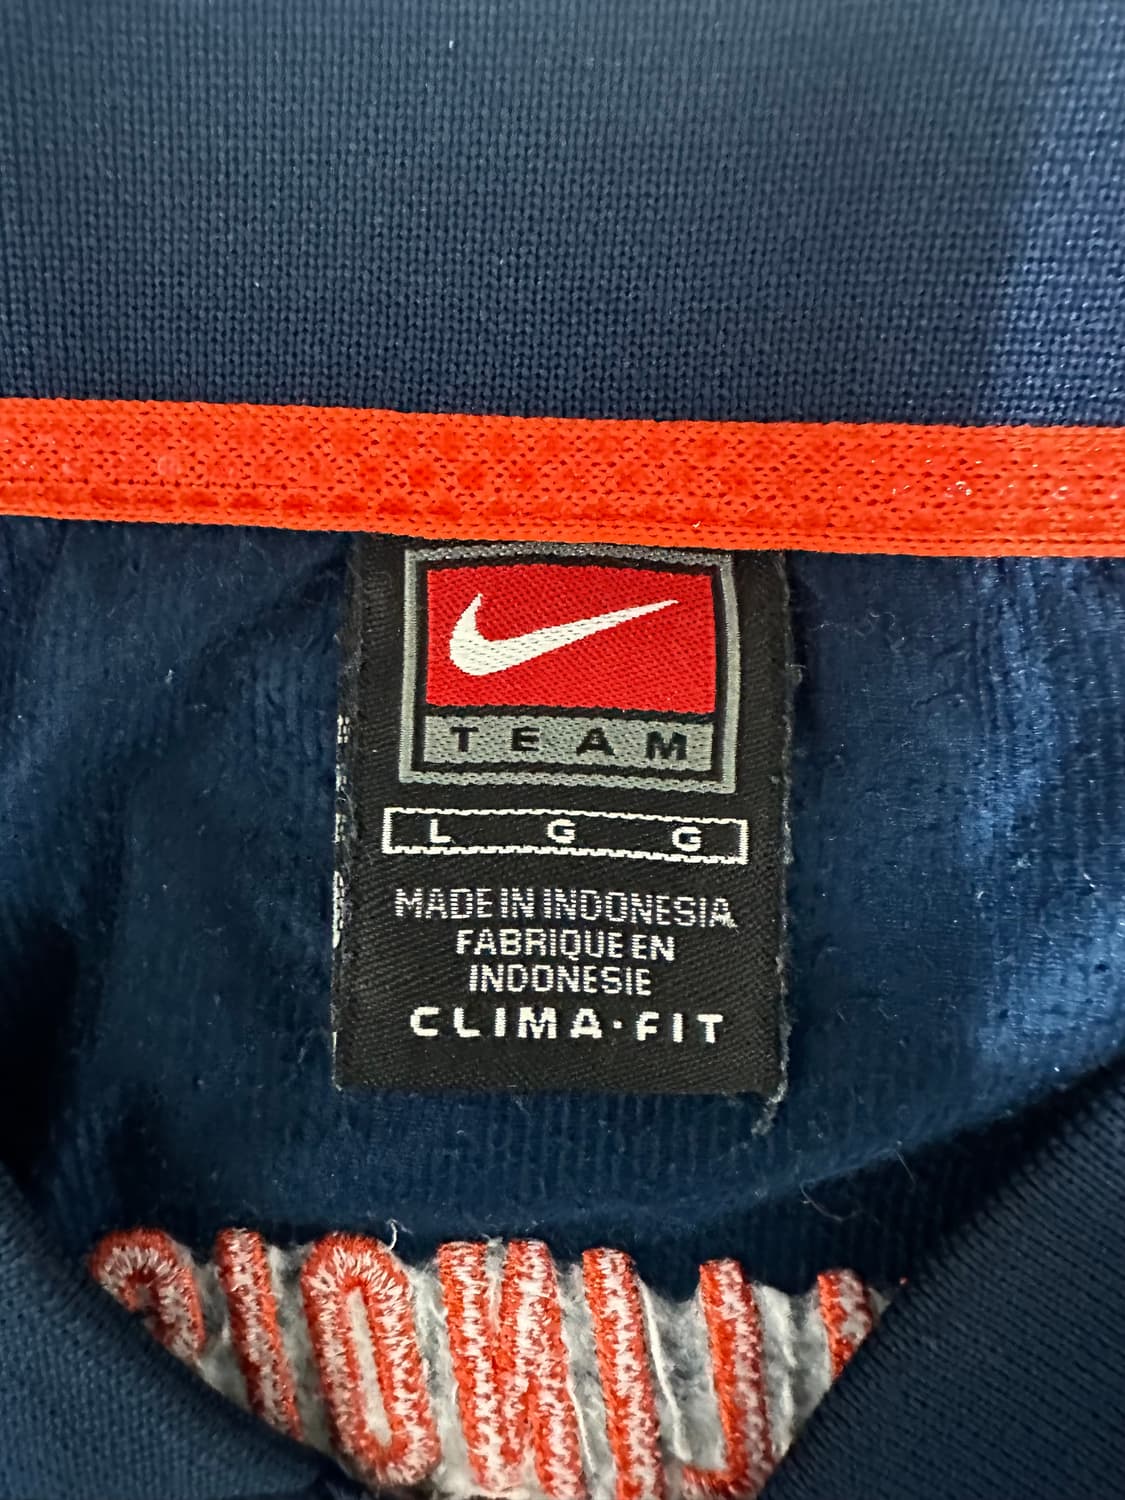 TEAM
L G G
MADE IN INDONESIA
FABRIQUE EN
INDONESIE
CLIMA·FIT